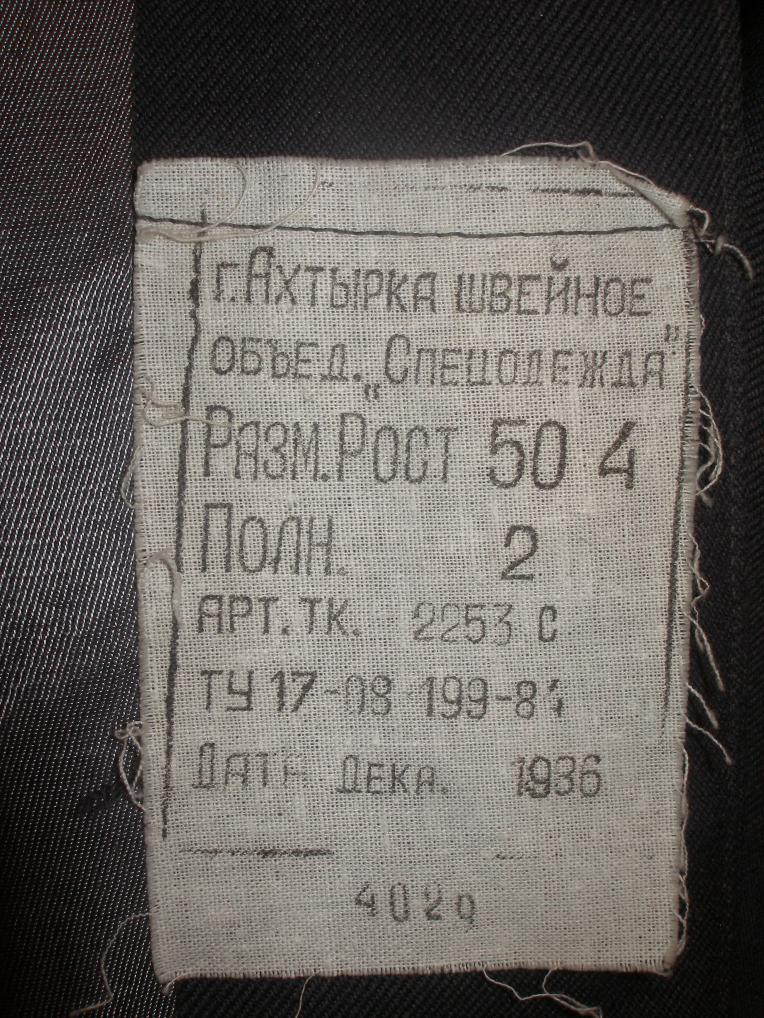 г. Ахтырка швейное
объед. „Спецодежда"
Разм. Рост 50 4
Полн. 2
Арт. тк. 2253 С
ТУ 17-08 199-84
Дата дека. 1936
4029